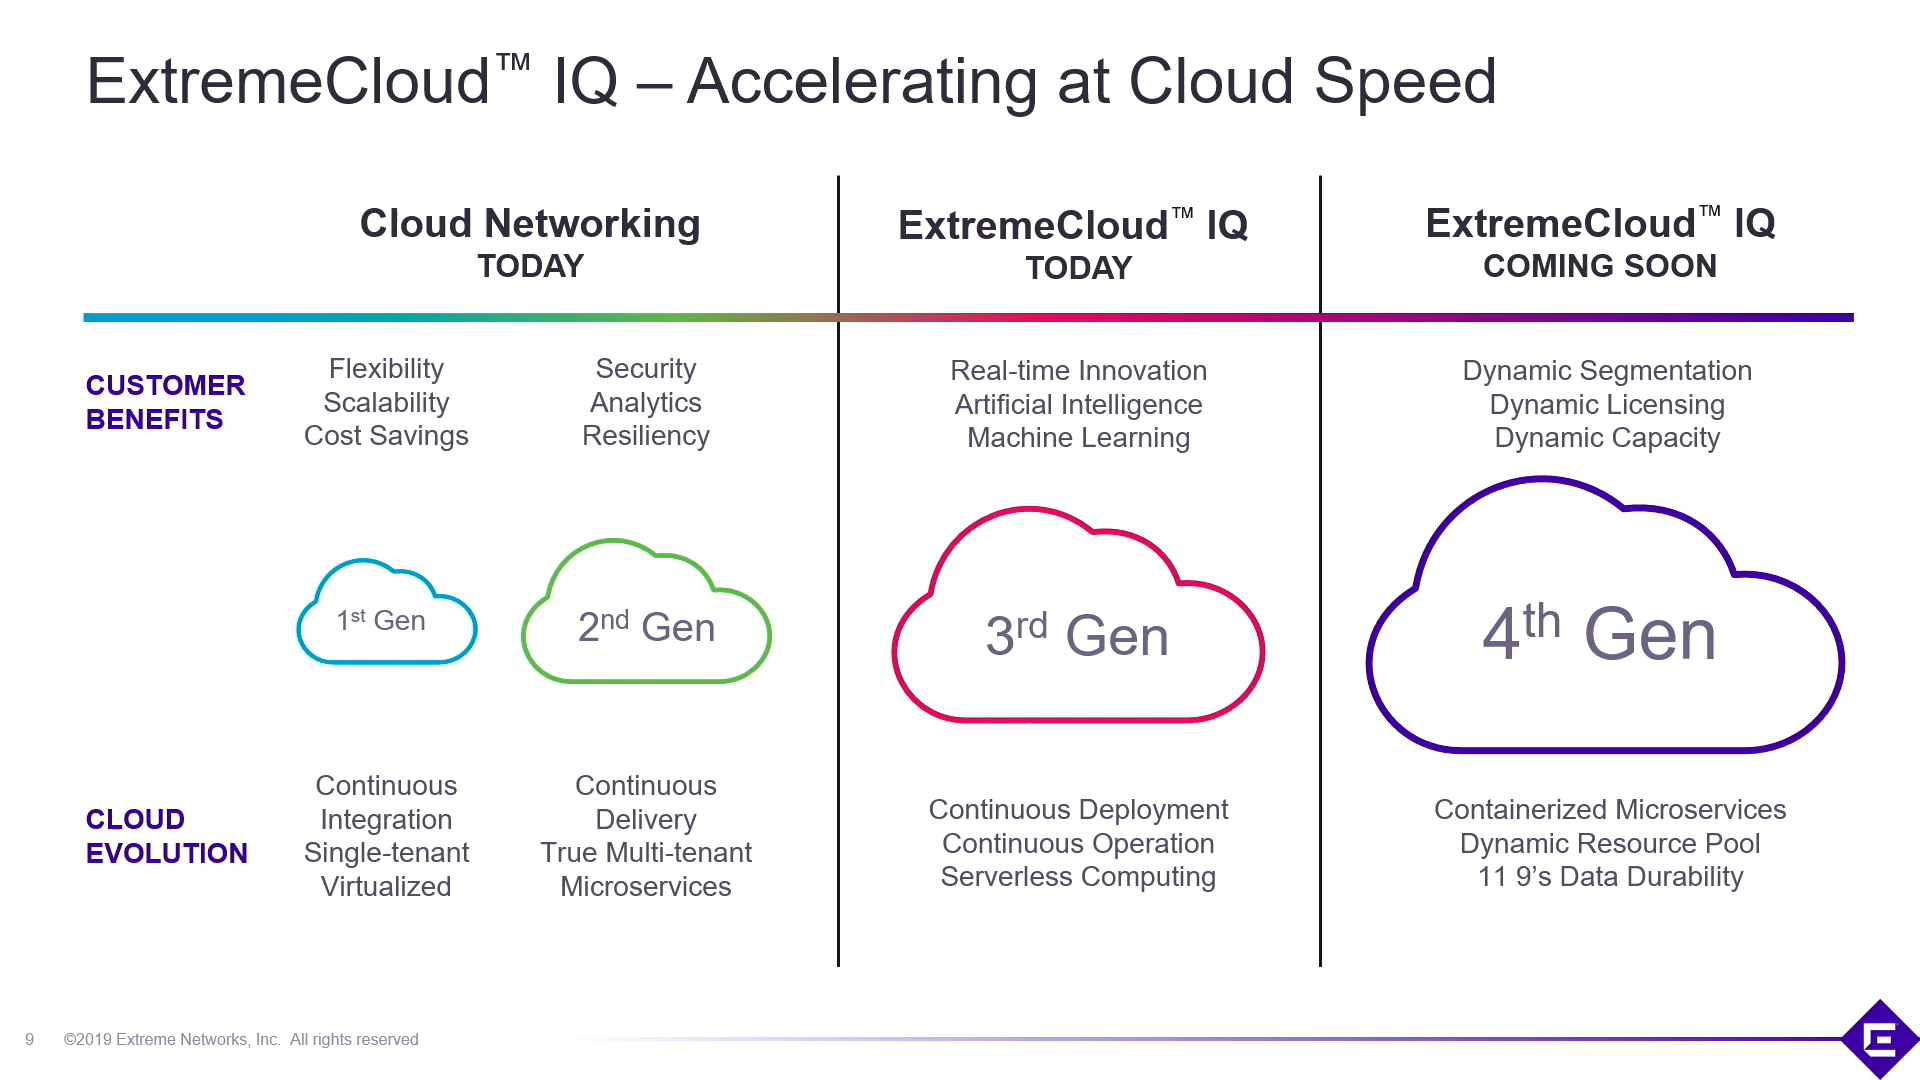 ExtremeCloud™ IQ – Accelerating at Cloud Speed
Cloud Networking
TODAY
ExtremeCloud™ IQ
TODAY
ExtremeCloud™ IQ
COMING SOON
CUSTOMER
BENEFITS
Flexibility
Scalability
Cost Savings
Security
Analytics
Resiliency
Real-time Innovation
Artificial Intelligence
Machine Learning
Dynamic Segmentation
Dynamic Licensing
Dynamic Capacity
1st Gen
2nd Gen
3rd Gen
4th Gen
CLOUD
EVOLUTION
Continuous
Integration
Single-tenant
Virtualized
Continuous
Delivery
True Multi-tenant
Microservices
Continuous Deployment
Continuous Operation
Serverless Computing
Containerized Microservices
Dynamic Resource Pool
11 9’s Data Durability
9 ©2019 Extreme Networks, Inc. All rights reserved
E